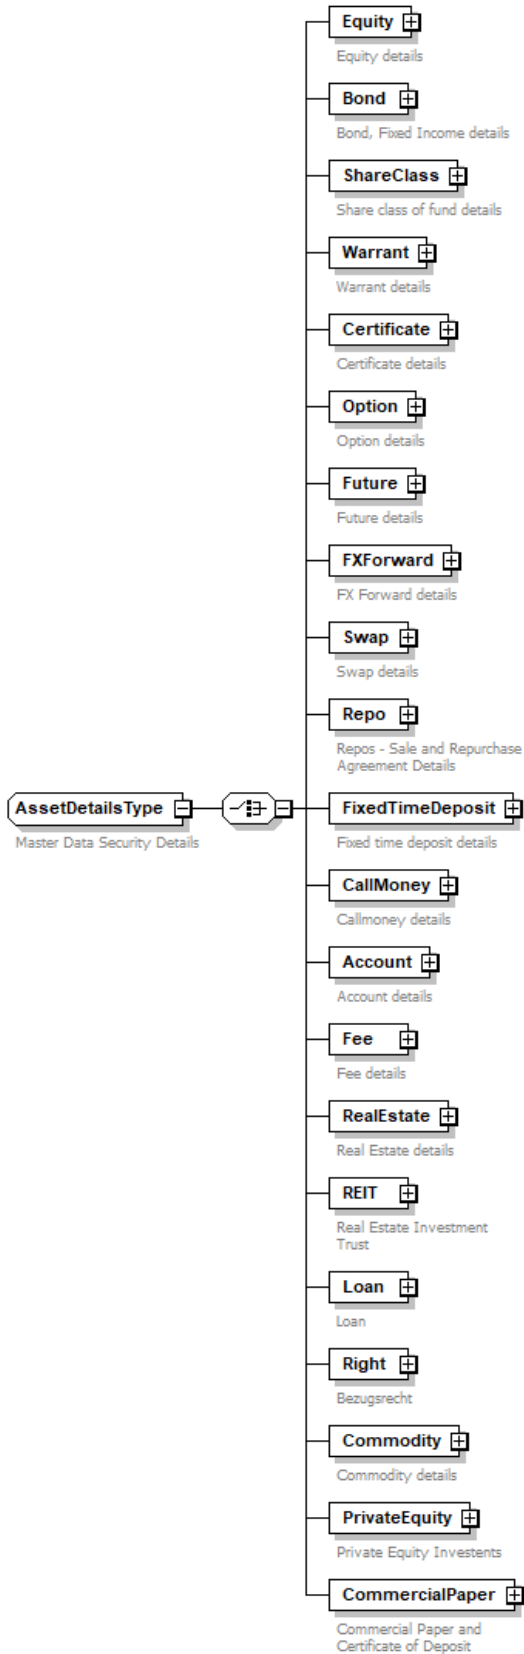 Equity
Equity details
Bond
Bond, Fixed Income details
ShareClass
Share class of fund details
Warrant
Warrant details
Certificate
Certificate details
Option
Option details
Future
Future details
FXForward
FX Forward details
Swap
Swap details
Repo
Repos - Sale and Repurchase
Agreement Details
AssetDetailsType
Master Data Security Details
FixedTimeDeposit
Fixed time deposit details
CallMoney
Callmoney details
Account
Account details
Fee
Fee details
RealEstate
Real Estate details
REIT
Real Estate Investment
Trust
Loan
Loan
Right
Bezugsrecht
Commodity
Commodity details
PrivateEquity
Private Equity Investents
CommercialPaper
Commercial Paper and
Certificate of Deposit